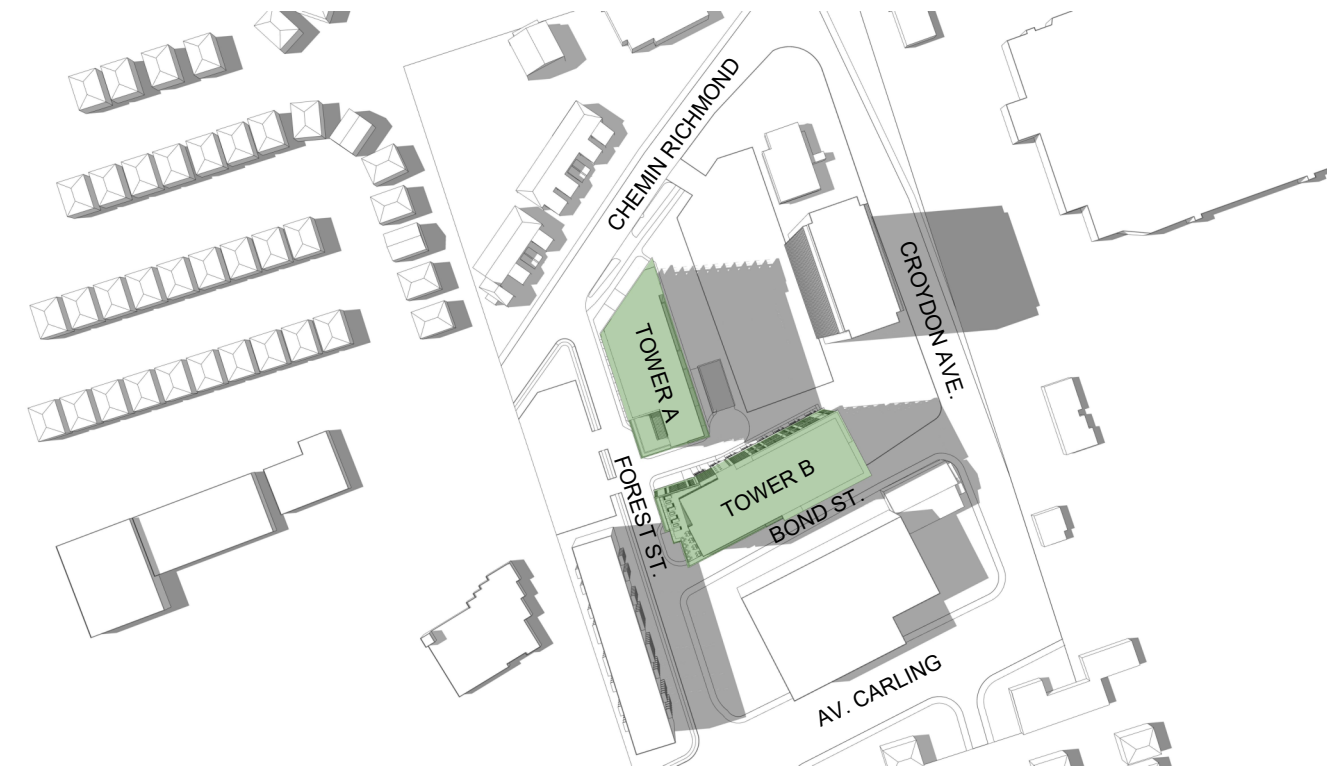 CHEMIN RICHMOND
CROYDON AVE.
TOWER A
TOWER B
FOREST ST.
BOND ST.
AV. CARLING